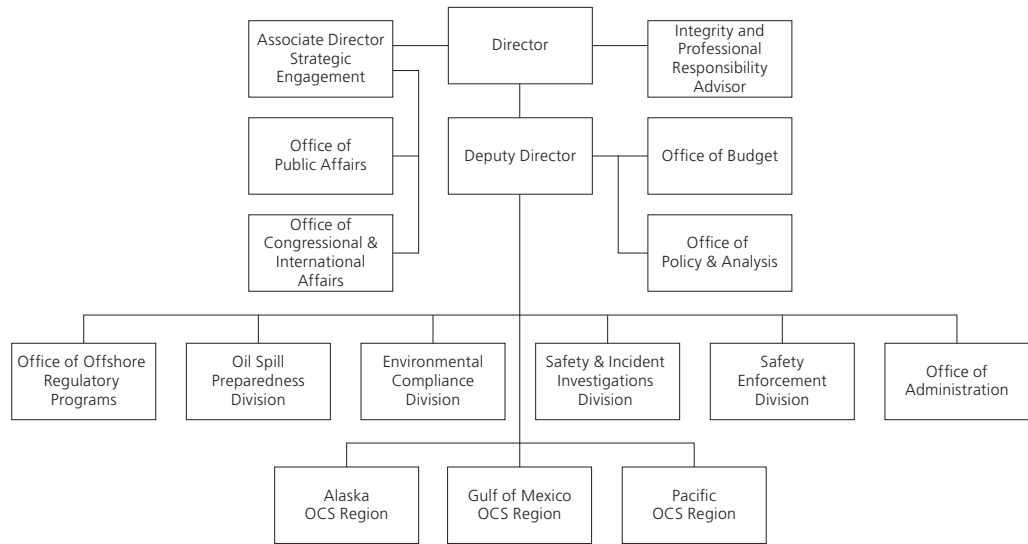 Associate Director
Strategic
Engagement
Director
Integrity and
Professional
Responsibility
Advisor
Office of
Public Affairs
Deputy Director
Office of Budget
Office of
Congressional &
International
Affairs
Office of
Policy & Analysis
Office of Offshore
Regulatory
Programs
Oil Spill
Preparedness
Division
Environmental
Compliance
Division
Safety & Incident
Investigations
Division
Safety
Enforcement
Division
Office of
Administration
Alaska
OCS Region
Gulf of Mexico
OCS Region
Pacific
OCS Region